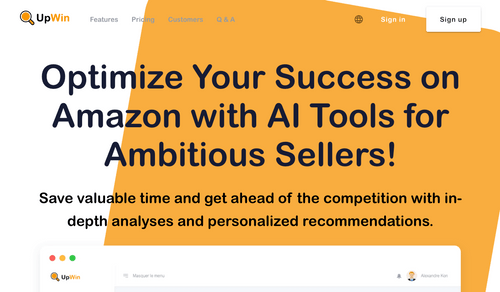 UpWin Features Pricing Customers Q & A Sign in Sign up
Optimize Your Success on
Amazon with AI Tools for
Ambitious Sellers!
Save valuable time and get ahead of the competition with in-
depth analyses and personalized recommendations.
UpWin